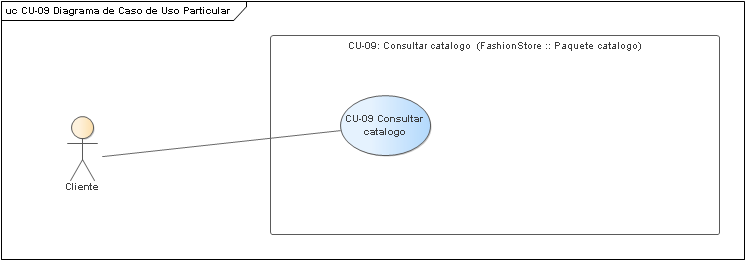 uc CU-09 Diagrama de Caso de Uso Particular
CU-09: Consultar catalogo (FashionStore :: Paquete catalogo)
CU-09 Consultar
catalogo
Cliente